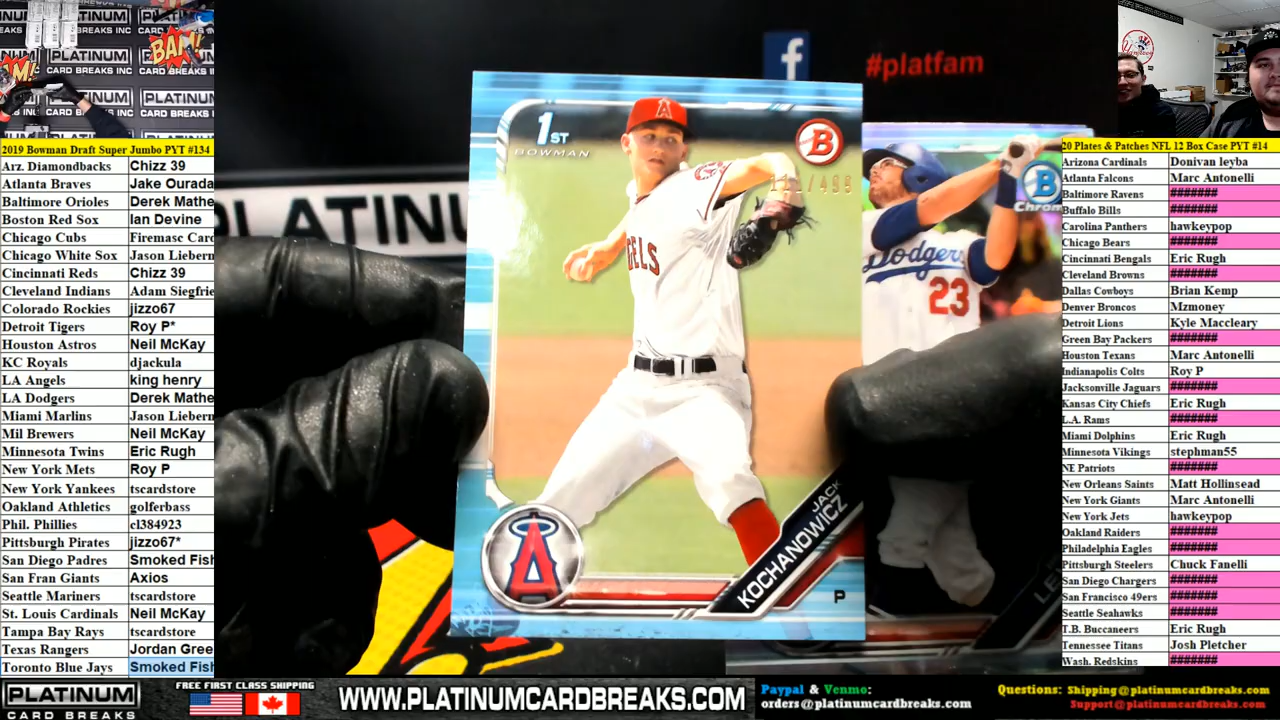 PLATINUM
CARD BREAKS INC
BAM!
2019 Bowman Draft Super Jumbo PYT #134
Arz. Diamondbacks Chizz 39
Atlanta Braves Jake Ourada
Baltimore Orioles Derek Mathe
Boston Red Sox Ian Devine
Chicago Cubs Firemasc Card
Chicago White Sox Jason Liebern
Cincinnati Reds Chizz 39
Cleveland Indians Adam Siegfrie
Colorado Rockies jizzo67
Detroit Tigers Roy P*
Houston Astros Neil McKay
KC Royals djackula
LA Angels king henry
LA Dodgers Derek Mathe
Miami Marlins Jason Liebern
Mil Brewers Neil McKay
Minnesota Twins Eric Rugh
New York Mets Roy P
New York Yankees tscardstore
Oakland Athletics golferbass
Phil. Phillies cl384923
Pittsburgh Pirates jizzo67*
San Diego Padres Smoked Fish
San Fran Giants Axios
Seattle Mariners tscardstore
St. Louis Cardinals Neil McKay
Tampa Bay Rays tscardstore
Texas Rangers Jordan Gree
Toronto Blue Jays Smoked Fish
#platfam
PLATINUM
1ST
BOWMAN
B
GELS
JACK
KOCHANOWICZ
P
B
Chrome
Dodgers
23
20 Plates & Patches NFL 12 Box Case PYT #14
Arizona Cardinals Donivan leyba
Atlanta Falcons Marc Antonelli
Baltimore Ravens #######
Buffalo Bills #######
Carolina Panthers hawkeypop
Chicago Bears #######
Cincinnati Bengals Eric Rugh
Cleveland Browns #######
Dallas Cowboys Brian Kemp
Denver Broncos Mzmoney
Detroit Lions Kyle Maccleary
Green Bay Packers #######
Houston Texans Marc Antonelli
Indianapolis Colts Roy P
Jacksonville Jaguars #######
Kansas City Chiefs Eric Rugh
L.A. Rams #######
Miami Dolphins Eric Rugh
Minnesota Vikings stephman55
NE Patriots #######
New Orleans Saints Matt Hollinsead
New York Giants Marc Antonelli
New York Jets hawkeypop
Oakland Raiders #######
Philadelphia Eagles #######
Pittsburgh Steelers Chuck Fanelli
San Diego Chargers #######
San Francisco 49ers #######
Seattle Seahawks #######
T.B. Buccaneers Eric Rugh
Tennessee Titans Josh Pletcher
Wash. Redskins #######
PLATINUM
CARD BREAKS
FREE FIRST CLASS SHIPPING
WWW.PLATINUMCARDBREAKS.COM
Paypal & Venmo:
orders@platinumcardbreaks.com
Questions: Shipping@platinumcardbreaks.com
Support@platinumcardbreaks.com